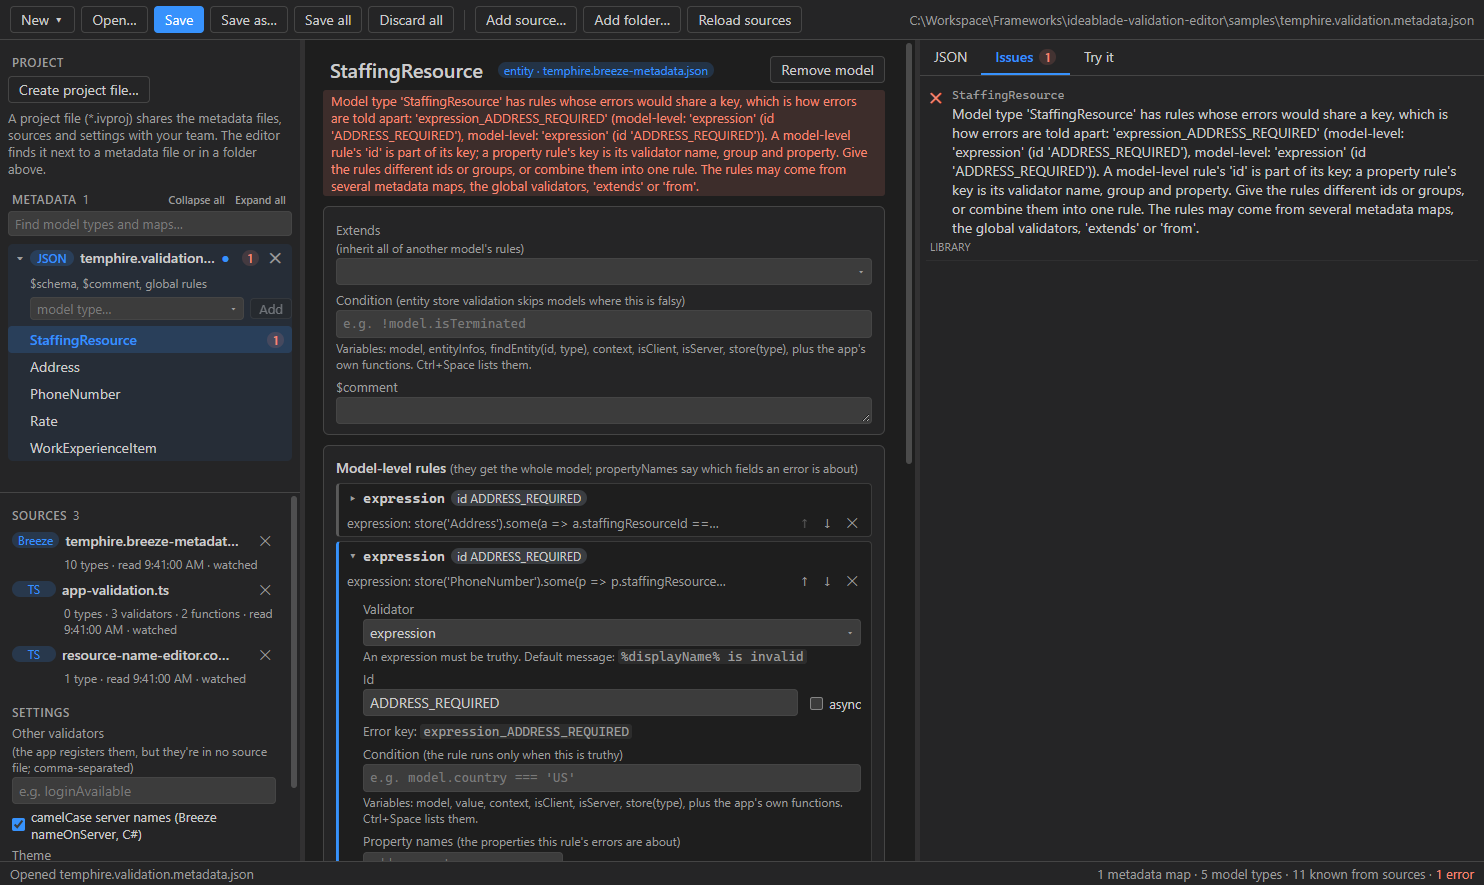 New ▾ Open... Save Save as... Save all Discard all Add source... Add folder... Reload sources C:\Workspace\Frameworks\ideablade-validation-editor\samples\temphire.validation.metadata.json
PROJECT
Create project file...
A project file (*.ivproj) shares the metadata files,
sources and settings with your team. The editor
finds it next to a metadata file or in a folder
above.
METADATA 1 Collapse all Expand all
Find model types and maps...
JSON temphire.validation... 1
$schema, $comment, global rules
model type... Add
StaffingResource 1
Address
PhoneNumber
Rate
WorkExperienceItem
SOURCES 3
Breeze temphire.breeze-metadat...
10 types · read 9:41:00 AM · watched
TS app-validation.ts
0 types · 3 validators · 2 functions · read
9:41:00 AM · watched
TS resource-name-editor.co...
1 type · read 9:41:00 AM · watched
SETTINGS
Other validators
(the app registers them, but they're in no source
file; comma-separated)
e.g. loginAvailable
camelCase server names (Breeze
nameOnServer, C#)
Theme
StaffingResource entity · temphire.breeze-metadata.json Remove model
Model type 'StaffingResource' has rules whose errors would share a key, which is how errors
are told apart: 'expression_ADDRESS_REQUIRED' (model-level: 'expression' (id
'ADDRESS_REQUIRED'), model-level: 'expression' (id 'ADDRESS_REQUIRED')). A model-level
rule's 'id' is part of its key; a property rule's key is its validator name, group and property. Give
the rules different ids or groups, or combine them into one rule. The rules may come from
several metadata maps, the global validators, 'extends' or 'from'.
Extends
(inherit all of another model's rules)
Condition (entity store validation skips models where this is falsy)
e.g. !model.isTerminated
Variables: model, entityInfos, findEntity(id, type), context, isClient, isServer, store(type), plus the app's
own functions. Ctrl+Space lists them.
$comment
Model-level rules (they get the whole model; propertyNames say which fields an error is about)
expression id ADDRESS_REQUIRED
expression: store('Address').some(a => a.staffingResourceId ==... ↑ ↓
expression id ADDRESS_REQUIRED
expression: store('PhoneNumber').some(p => p.staffingResource... ↑ ↓
Validator
expression
An expression must be truthy. Default message: %displayName% is invalid
Id
ADDRESS_REQUIRED async
Error key: expression_ADDRESS_REQUIRED
Condition (the rule runs only when this is truthy)
e.g. model.country === 'US'
Variables: model, value, context, isClient, isServer, store(type), plus the app's own functions.
Ctrl+Space lists them.
Property names (the properties this rule's errors are about)
JSON Issues 1 Try it
StaffingResource
Model type 'StaffingResource' has rules whose errors would share a key, which is
how errors are told apart: 'expression_ADDRESS_REQUIRED' (model-level:
'expression' (id 'ADDRESS_REQUIRED'), model-level: 'expression' (id
'ADDRESS_REQUIRED')). A model-level rule's 'id' is part of its key; a property rule's
key is its validator name, group and property. Give the rules different ids or groups,
or combine them into one rule. The rules may come from several metadata maps,
the global validators, 'extends' or 'from'.
LIBRARY
Opened temphire.validation.metadata.json 1 metadata map · 5 model types · 11 known from sources · 1 error